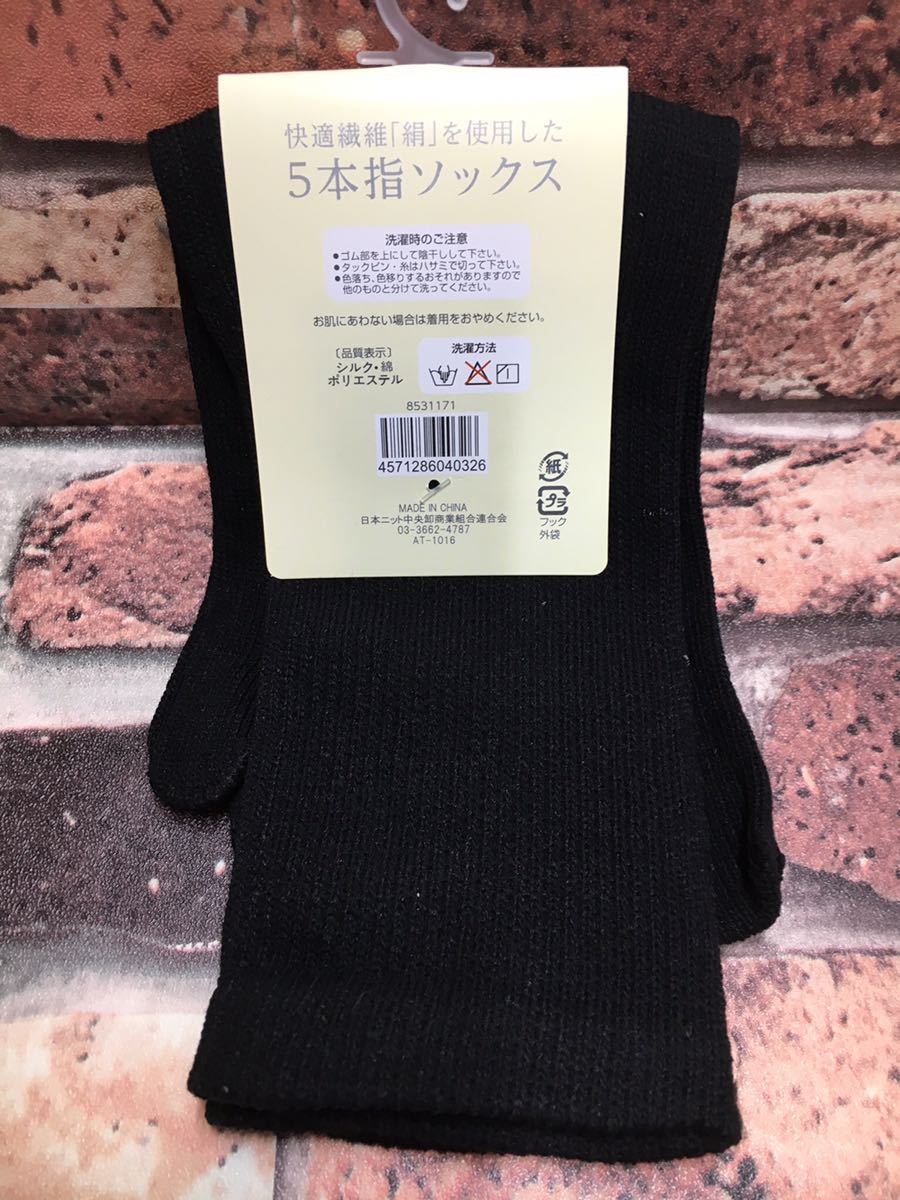 快適繊維「絹」を使用した
5本指ソックス
洗濯時のご注意
●ゴム部を上にして陰干しして下さい。
●タックピン・糸はハサミで切って下さい。
●色落ち、色移りするおそれがありますので
他のものと分けて洗ってください。
お肌にあわない場合は着用をおやめください。
〔品質表示〕
シルク・綿
ポリエステル
洗濯方法
8531171
4571286040326
紙
プラ
フック
外袋
MADE IN CHINA
日本ニット中央卸商業組合連合会
03-3662-4787
AT-1016